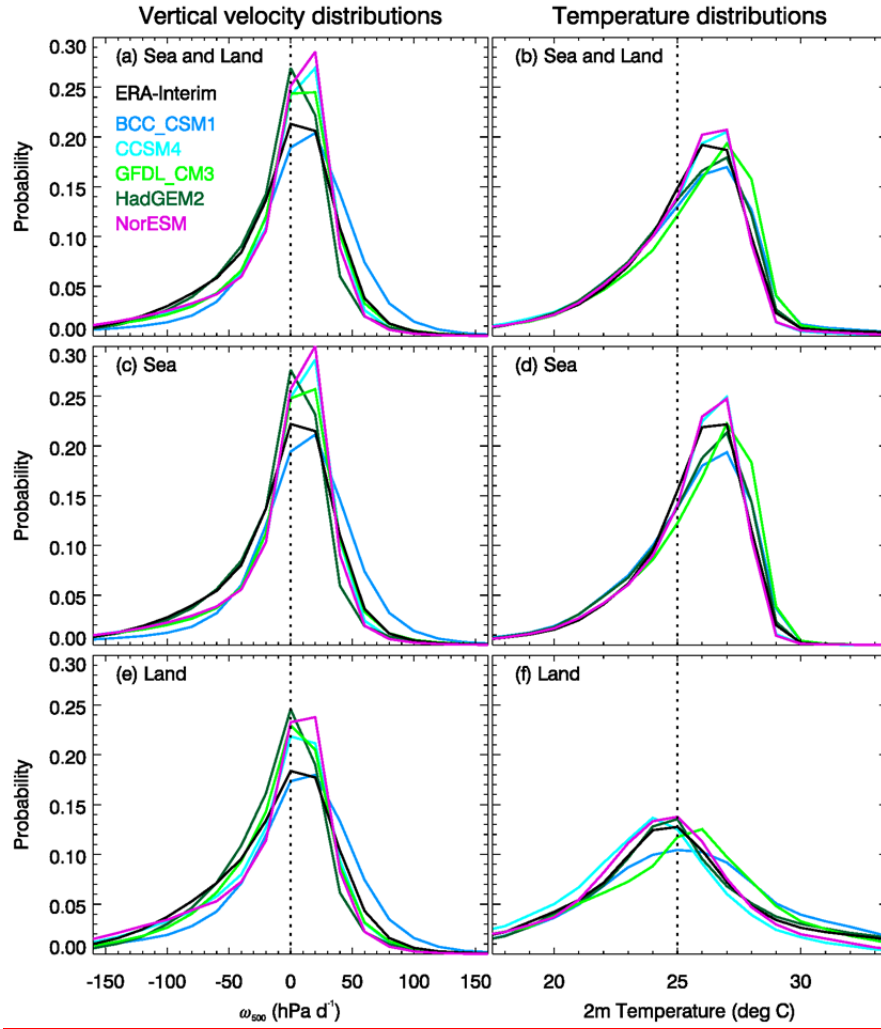 Vertical velocity distributions
Temperature distributions
(a) Sea and Land
(b) Sea and Land
ERA-Interim
BCC_CSM1
CCSM4
GFDL_CM3
HadGEM2
NorESM
Probability
0.30
0.25
0.20
0.15
0.10
0.05
0.00
(c) Sea
(d) Sea
Probability
0.30
0.25
0.20
0.15
0.10
0.05
0.00
(e) Land
(f) Land
Probability
0.30
0.25
0.20
0.15
0.10
0.05
0.00
-150 -100 -50 0 50 100 150
20 25 30
ω500 (hPa d-1)
2m Temperature (deg C)